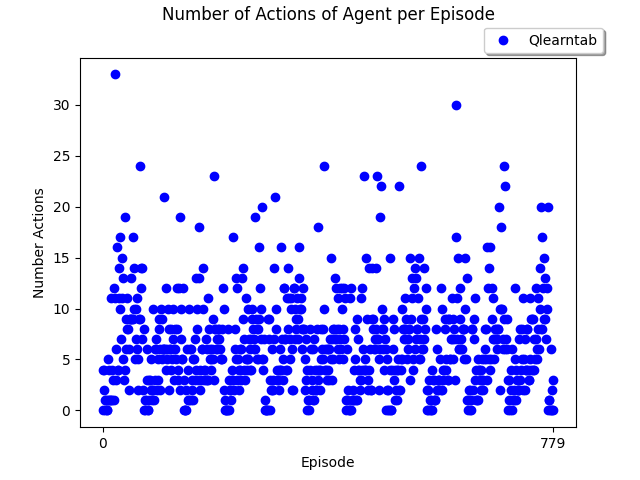 Number of Actions of Agent per Episode
Qlearntab
30
25
20
15
10
5
0
Number Actions
0 779
Episode